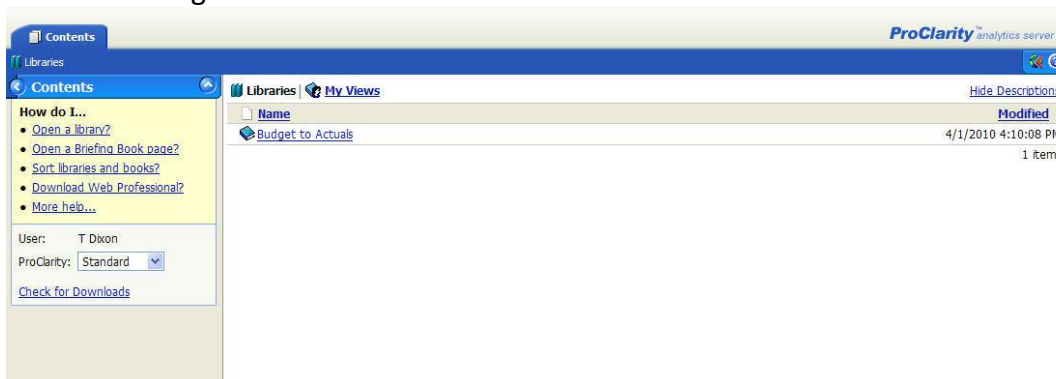 Contents
ProClarity™ analytics server
Libraries
Contents
How do I...
• Open a library?
• Open a Briefing Book page?
• Sort libraries and books?
• Download Web Professional?
• More help...
User: T Dixon
ProClarity: Standard
Check for Downloads
Libraries | My Views
Hide Description
Name Modified
Budget to Actuals 4/1/2010 4:10:08 PM
1 item